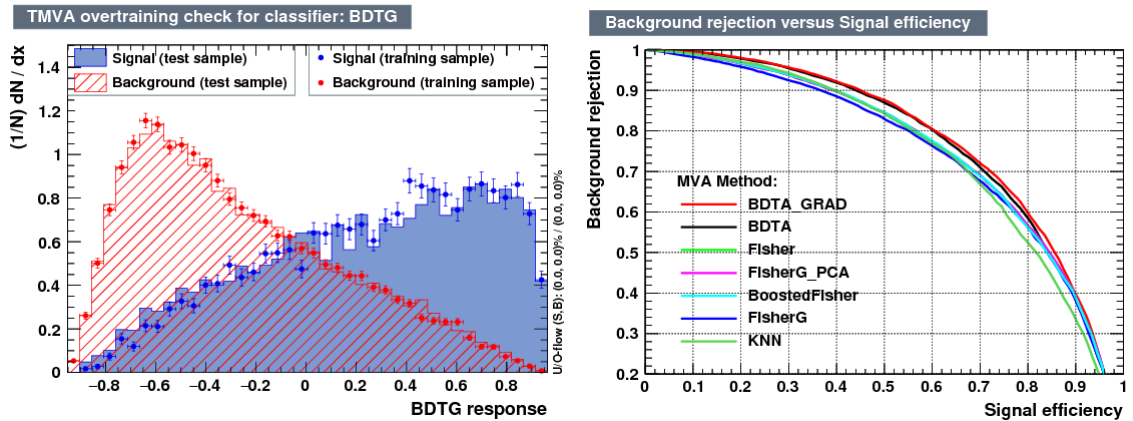 TMVA overtraining check for classifier: BDTG
(1/N) dN / dx
1.4
1.2
1
0.8
0.6
0.4
0.2
0
Signal (test sample)
Background (test sample)
Signal (training sample)
Background (training sample)
U/O-flow (S,B): (0.0, 0.0)% / (0.0, 0.0)%
−0.8 −0.6 −0.4 −0.2 0 0.2 0.4 0.6 0.8
BDTG response
Background rejection versus Signal efficiency
Background rejection
1
0.9
0.8
0.7
0.6
0.5
0.4
0.3
0.2
MVA Method:
BDTA_GRAD
BDTA
Fisher
FisherG_PCA
BoostedFisher
FisherG
KNN
0 0.1 0.2 0.3 0.4 0.5 0.6 0.7 0.8 0.9 1
Signal efficiency